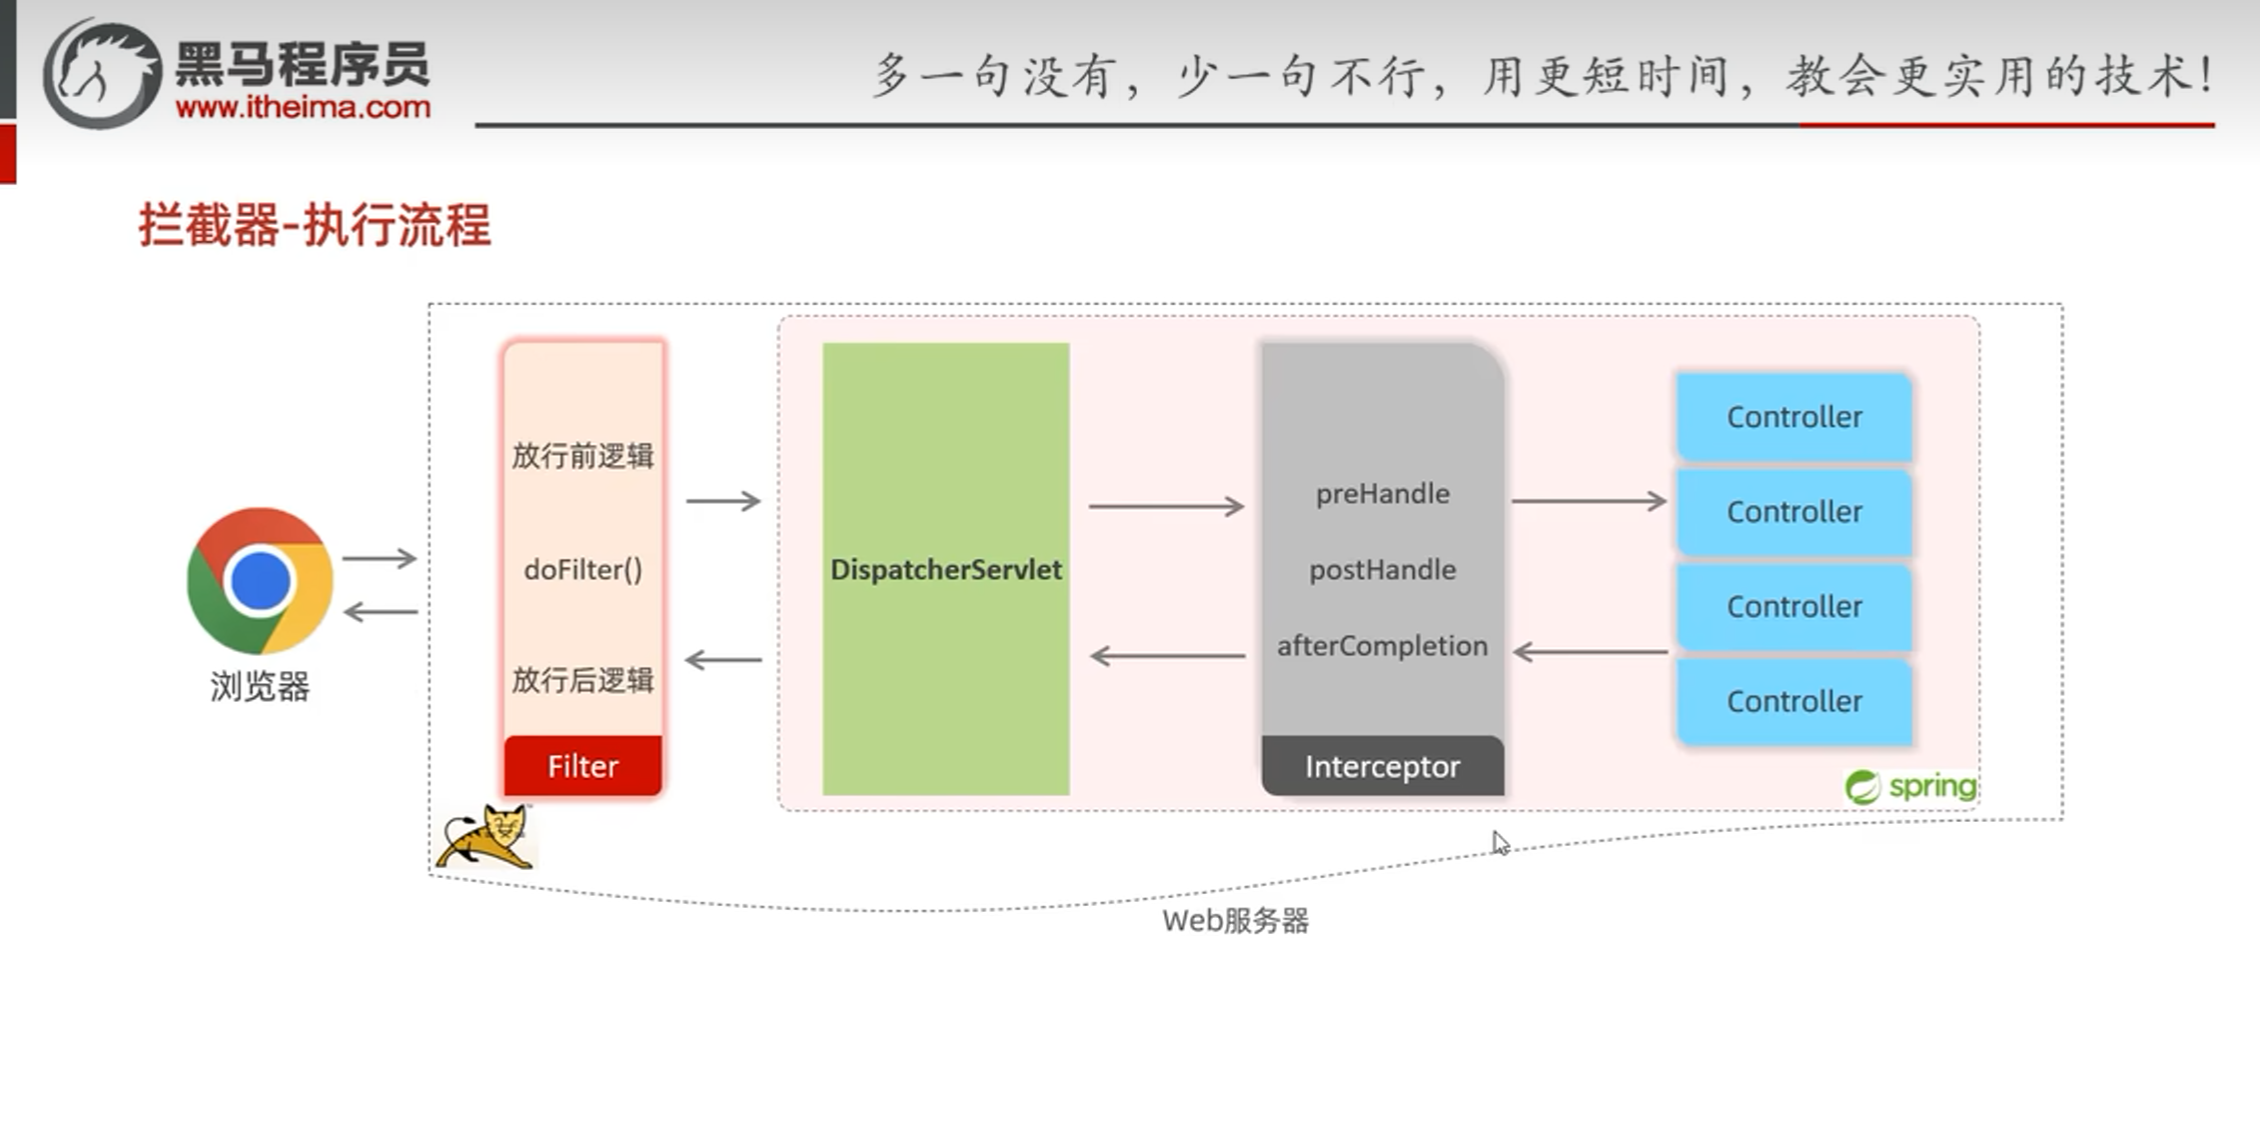 黑马程序员
www.itheima.com
多一句没有，少一句不行，用更短时间，教会更实用的技术！
拦截器-执行流程
浏览器
放行前逻辑
doFilter()
放行后逻辑
Filter
DispatcherServlet
preHandle
postHandle
afterCompletion
Interceptor
Controller
Controller
Controller
Controller
spring
Web服务器